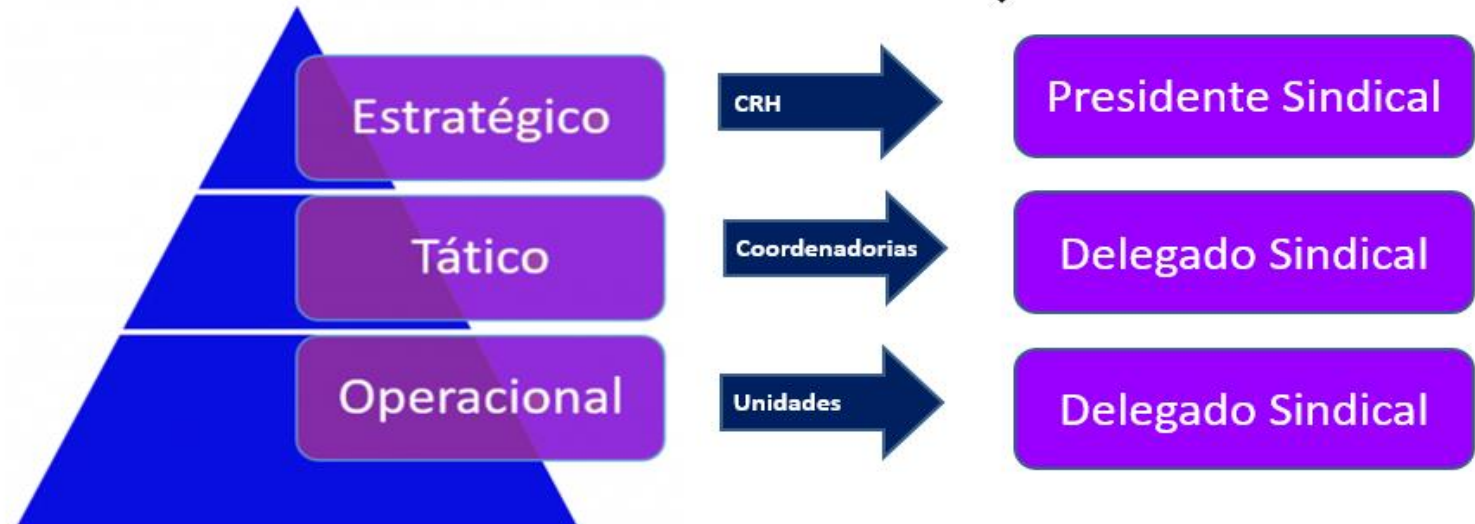 Estratégico
CRH
Presidente Sindical
Tático
Coordenadorias
Delegado Sindical
Operacional
Unidades
Delegado Sindical